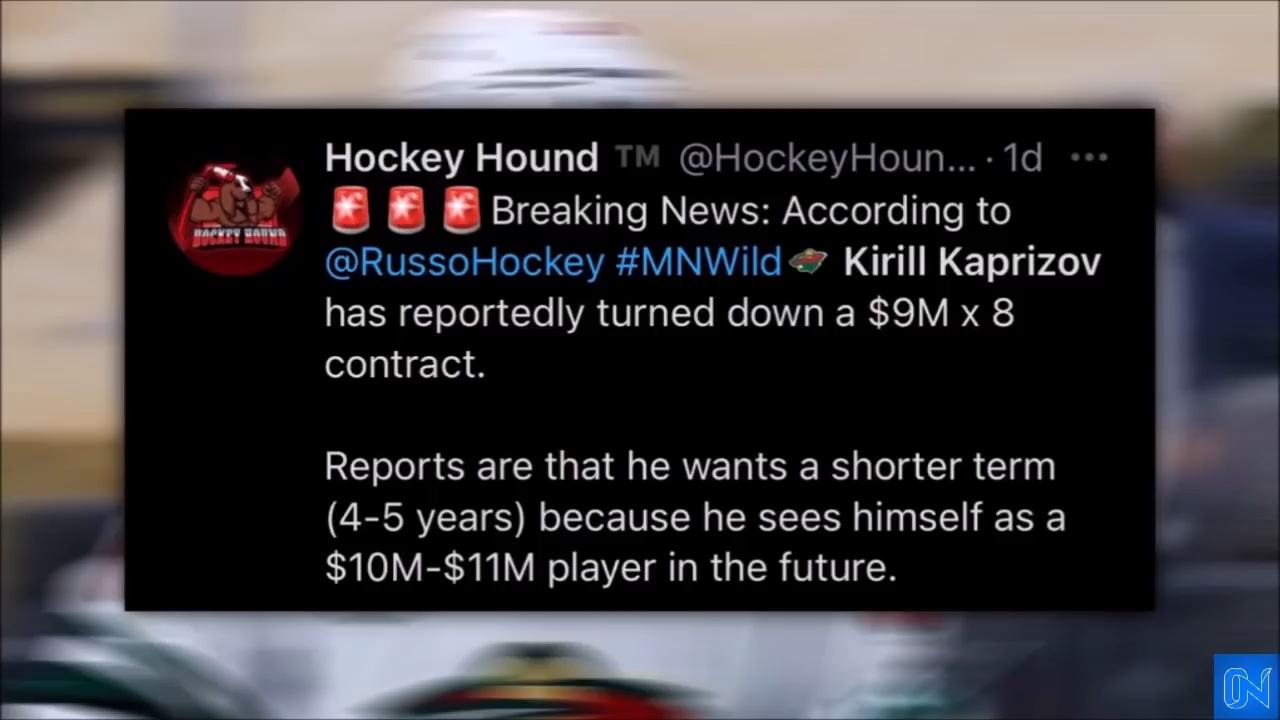 Hockey Hound ™ @HockeyHoun... · 1d ...
🚨 🚨 🚨 Breaking News: According to
@RussoHockey #MNWild Kirill Kaprizov
has reportedly turned down a $9M x 8
contract.
Reports are that he wants a shorter term
(4-5 years) because he sees himself as a
$10M-$11M player in the future.
HOCKEY HOUND